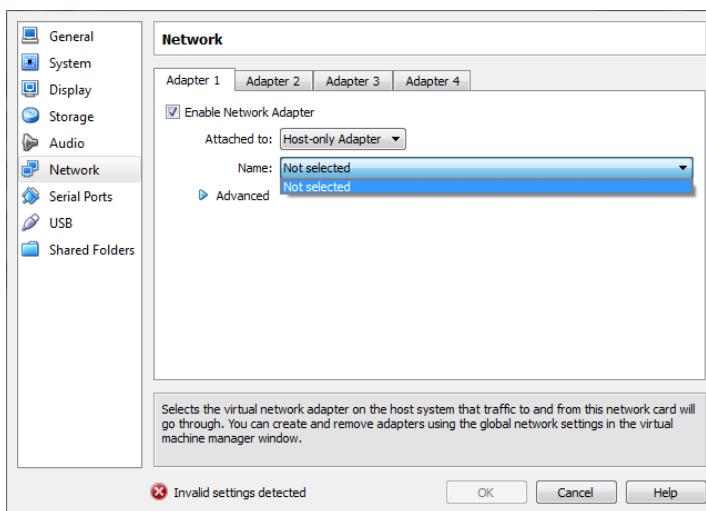 General
System
Display
Storage
Audio
Network
Serial Ports
USB
Shared Folders
Network
Adapter 1 Adapter 2 Adapter 3 Adapter 4
Enable Network Adapter
Attached to: Host-only Adapter
Name: Not selected
Not selected
Advanced
Selects the virtual network adapter on the host system that traffic to and from this network card will
go through. You can create and remove adapters using the global network settings in the virtual
machine manager window.
Invalid settings detected
OK Cancel Help